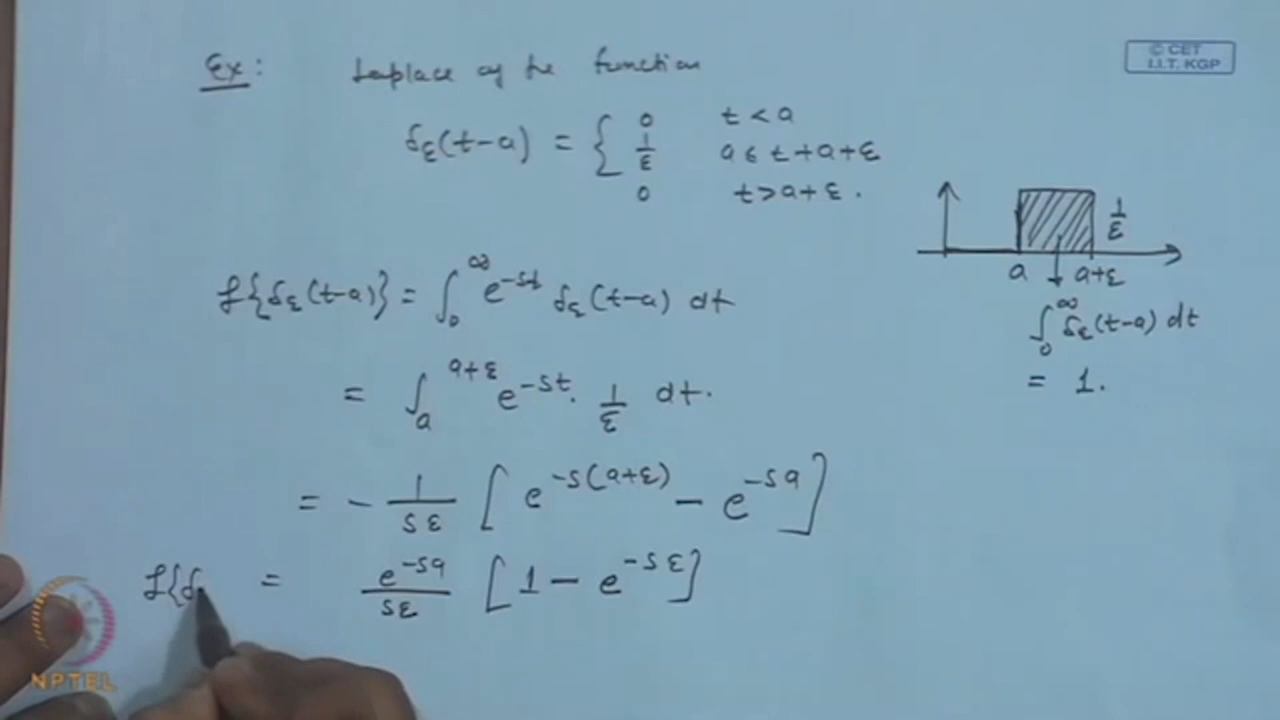 © CET
I.I.T. KGP
Ex: Laplace of the function
δε(t-a) = { 0 t < a
1/ε a ≤ t + a + ε
0 t > a + ε .
1/ε
a a+ε
∫₀^∞ δε(t-a) dt
= 1.
L{δε(t-a)} = ∫₀^∞ e^{-st} δε(t-a) dt
= ∫ₐ^{a+ε} e^{-st} . 1/ε dt.
= - 1/sε [ e^{-s(a+ε)} - e^{-sa} ]
L{δ = e^{-sa}/sε [ 1 - e^{-sε} ]
NPTEL